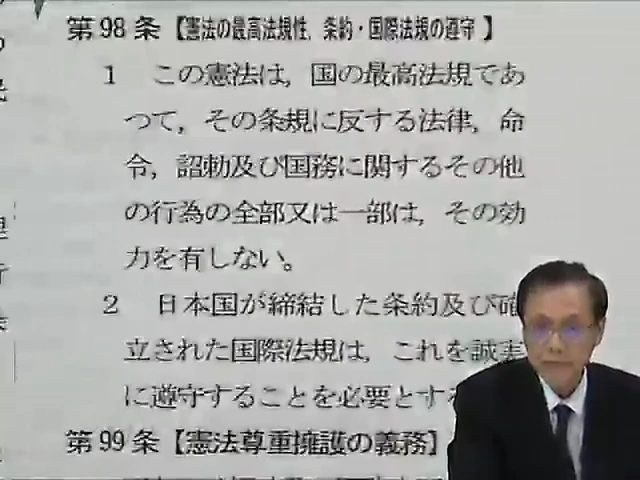 第98条【憲法の最高法規性，条約・国際法規の遵守】
1 この憲法は，国の最高法規であ
つて，その条規に反する法律，命
令，詔勅及び国務に関するその他
の行為の全部又は一部は，その効
力を有しない。
2 日本国が締結した条約及び確
立された国際法規は，これを誠実
に遵守することを必要とす
第99条【憲法尊重擁護の義務】